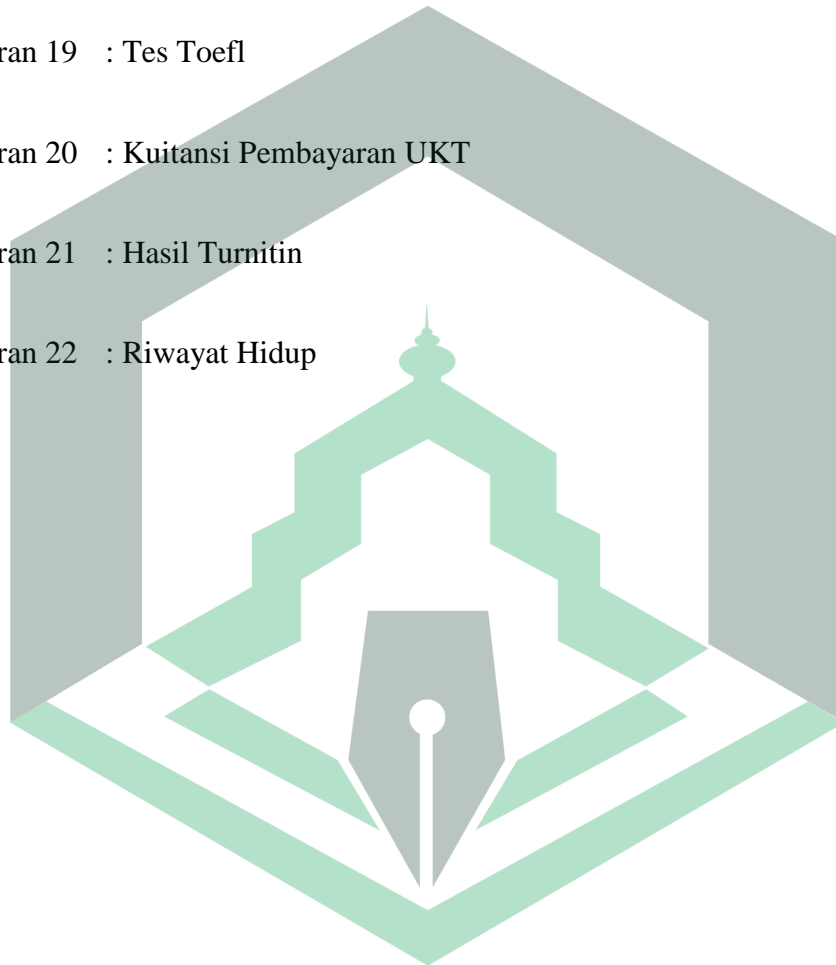 ran 19 : Tes Toefl
ran 20 : Kuitansi Pembayaran UKT
ran 21 : Hasil Turnitin
ran 22 : Riwayat Hidup